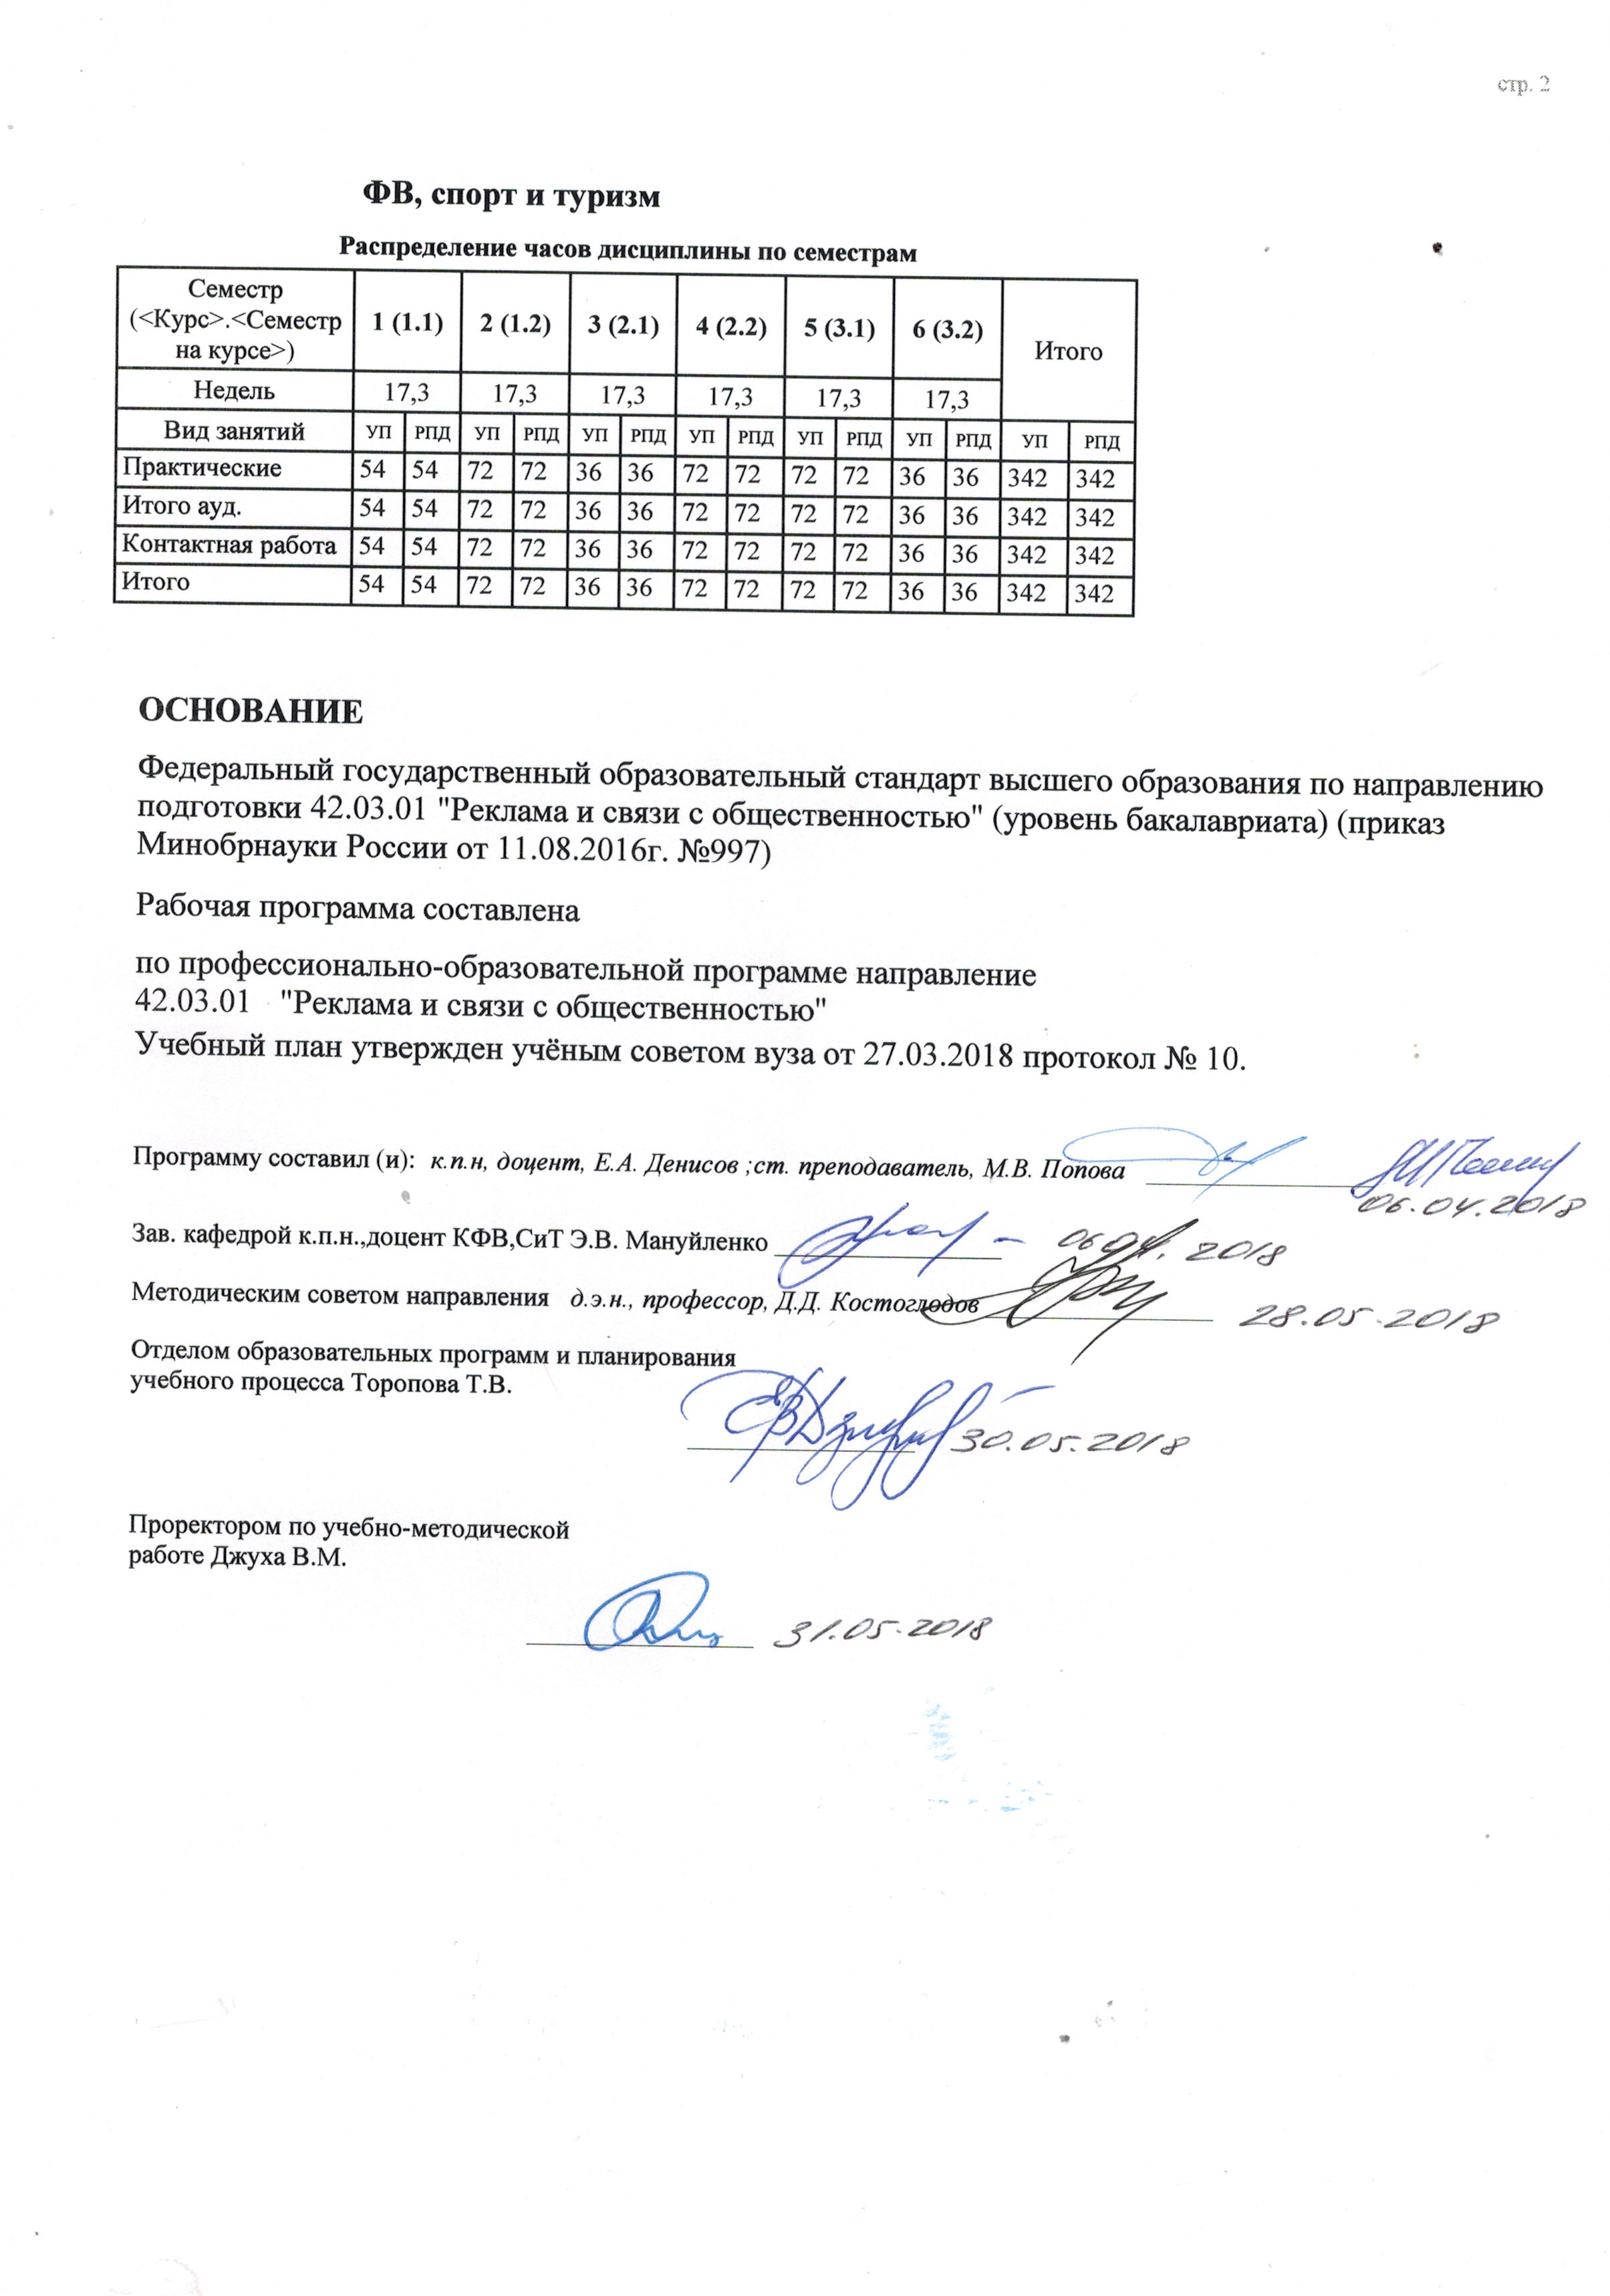 стр. 2
ФВ, спорт и туризм
Распределение часов дисциплины по семестрам
Семестр (<Курс>.<Семестр на курсе>) 1 (1.1) 2 (1.2) 3 (2.1) 4 (2.2) 5 (3.1) 6 (3.2) Итого
Недель 17,3 17,3 17,3 17,3 17,3 17,3
Вид занятий УП РПД УП РПД УП РПД УП РПД УП РПД УП РПД УП РПД
Практические 54 54 72 72 36 36 72 72 72 72 36 36 342 342
Итого ауд. 54 54 72 72 36 36 72 72 72 72 36 36 342 342
Контактная работа 54 54 72 72 36 36 72 72 72 72 36 36 342 342
Итого 54 54 72 72 36 36 72 72 72 72 36 36 342 342
ОСНОВАНИЕ
Федеральный государственный образовательный стандарт высшего образования по направлению
подготовки 42.03.01 "Реклама и связи с общественностью" (уровень бакалавриата) (приказ
Минобрнауки России от 11.08.2016г. №997)
Рабочая программа составлена
по профессионально-образовательной программе направление
42.03.01 "Реклама и связи с общественностью"
Учебный план утвержден учёным советом вуза от 27.03.2018 протокол № 10.
Программу составил (и): к.п.н, доцент, Е.А. Денисов ;ст. преподаватель, М.В. Попова
06.04.2018
Зав. кафедрой к.п.н.,доцент КФВ,СиТ Э.В. Мануйленко 06.04.2018
Методическим советом направления д.э.н., профессор, Д.Д. Костоглодов 28.05.2018
Отделом образовательных программ и планирования
учебного процесса Торопова Т.В.
30.05.2018
Проректором по учебно-методической
работе Джуха В.М.
31.05.2018